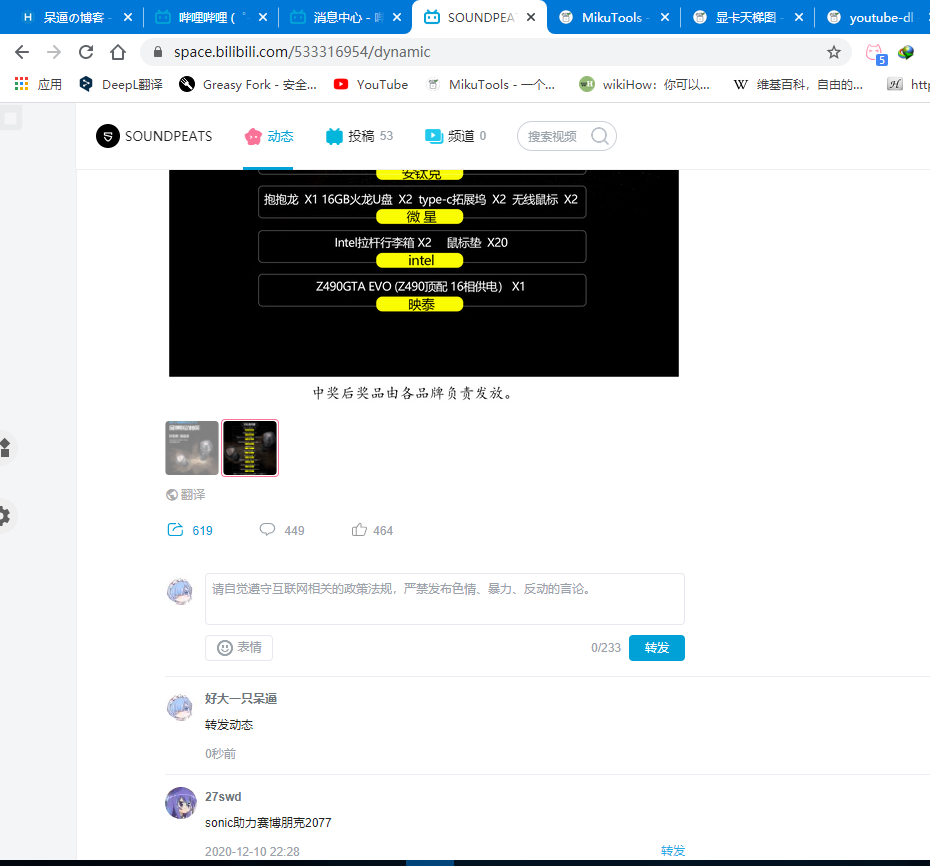 呆逼の博客 -
哔哩哔哩 (
消息中心 -
SOUNDPEA
MikuTools -
显卡天梯图
youtube-dl
space.bilibili.com/533316954/dynamic
5
应用
DeepL翻译
Greasy Fork - 安全...
YouTube
MikuTools - 一个...
wikiHow：你可以...
W 维基百科，自由的...
htt
SOUNDPEATS
动态
投稿 53
频道 0
搜索视频
安钛克
抱抱龙 X1 16GB火龙U盘 X2 type-c拓展坞 X2 无线鼠标 X2
微 星
Intel拉杆行李箱 X2 鼠标垫 X20
intel
Z490GTA EVO (Z490顶配 16相供电） X1
映泰
中奖后奖品由各品牌负责发放。
翻译
619
449
464
请自觉遵守互联网相关的政策法规，严禁发布色情、暴力、反动的言论。
表情
0/233
转发
好大一只呆逼
转发动态
0秒前
27swd
sonic助力赛博朋克2077
2020-12-10 22:28
转发